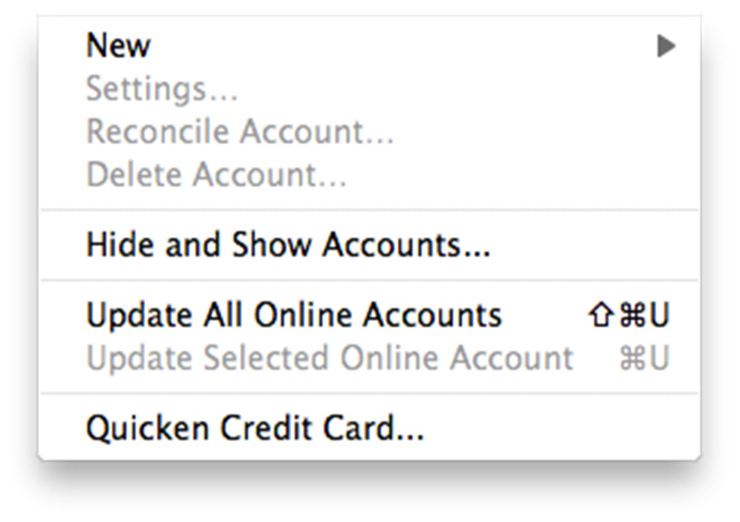 New
Settings...
Reconcile Account...
Delete Account...
Hide and Show Accounts...
Update All Online Accounts ⇧⌘U
Update Selected Online Account ⌘U
Quicken Credit Card...